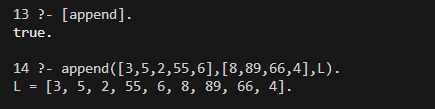 13 ?- [append].
true.
14 ?- append([3,5,2,55,6],[8,89,66,4],L).
L = [3, 5, 2, 55, 6, 8, 89, 66, 4].